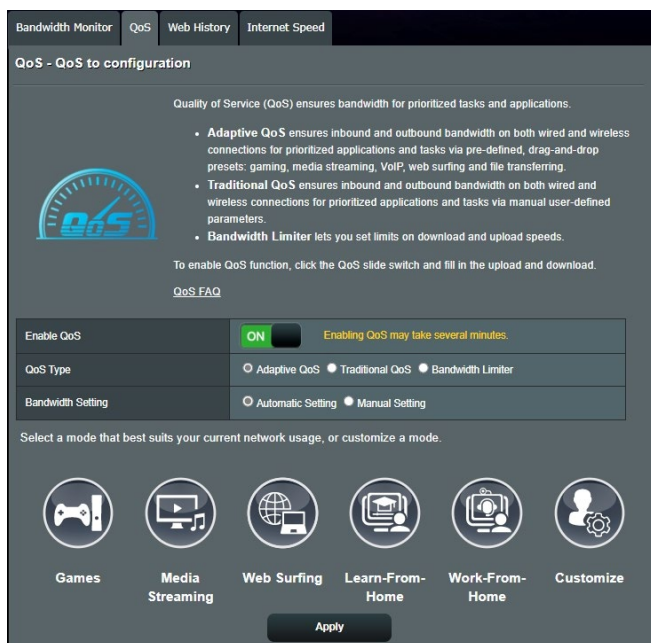 Bandwidth Monitor QoS Web History Internet Speed
QoS - QoS to configuration
Quality of Service (QoS) ensures bandwidth for prioritized tasks and applications.
• Adaptive QoS ensures inbound and outbound bandwidth on both wired and wireless
connections for prioritized applications and tasks via pre-defined, drag-and-drop
presets: gaming, media streaming, VoIP, web surfing and file transferring.
• Traditional QoS ensures inbound and outbound bandwidth on both wired and
wireless connections for prioritized applications and tasks via manual user-defined
parameters.
• Bandwidth Limiter lets you set limits on download and upload speeds.
QoS
To enable QoS function, click the QoS slide switch and fill in the upload and download.
QoS FAQ
Enable QoS ON Enabling QoS may take several minutes.
QoS Type Adaptive QoS Traditional QoS Bandwidth Limiter
Bandwidth Setting Automatic Setting Manual Setting
Select a mode that best suits your current network usage, or customize a mode.
Games Media Web Surfing Learn-From- Work-From- Customize
Streaming Home Home
Apply